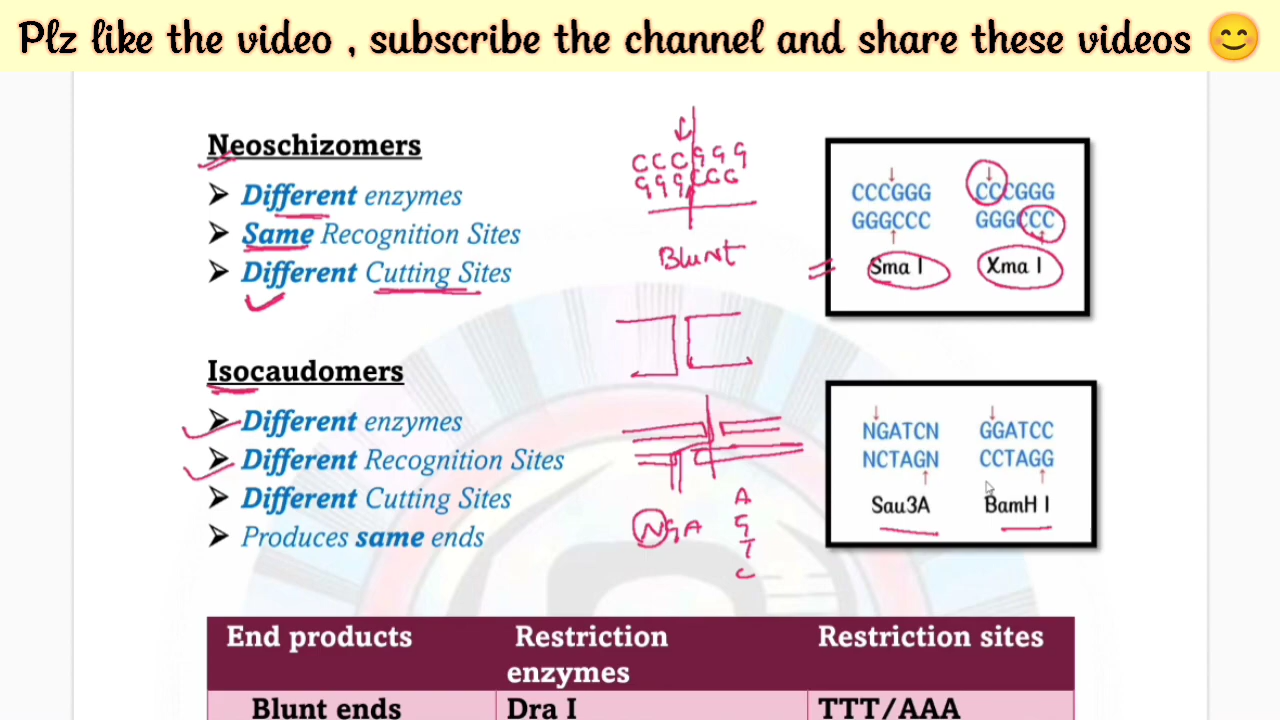 Plz like the video , subscribe the channel and share these videos 😊
Neoschizomers
➤ Different enzymes
➤ Same Recognition Sites
➤ Different Cutting Sites
CCCGGG
GGGCCC
Blunt
CCCGGG CCCGGG
GGGCCC GGGCCC
Sma I Xma I
Isocaudomers
➤ Different enzymes
➤ Different Recognition Sites
➤ Different Cutting Sites
➤ Produces same ends
NGA
A
G
T
C
NGATCN GGATCC
NCTAGN CCTAGG
Sau3A BamH I
End products Restriction enzymes Restriction sites
Blunt ends Dra I TTT/AAA